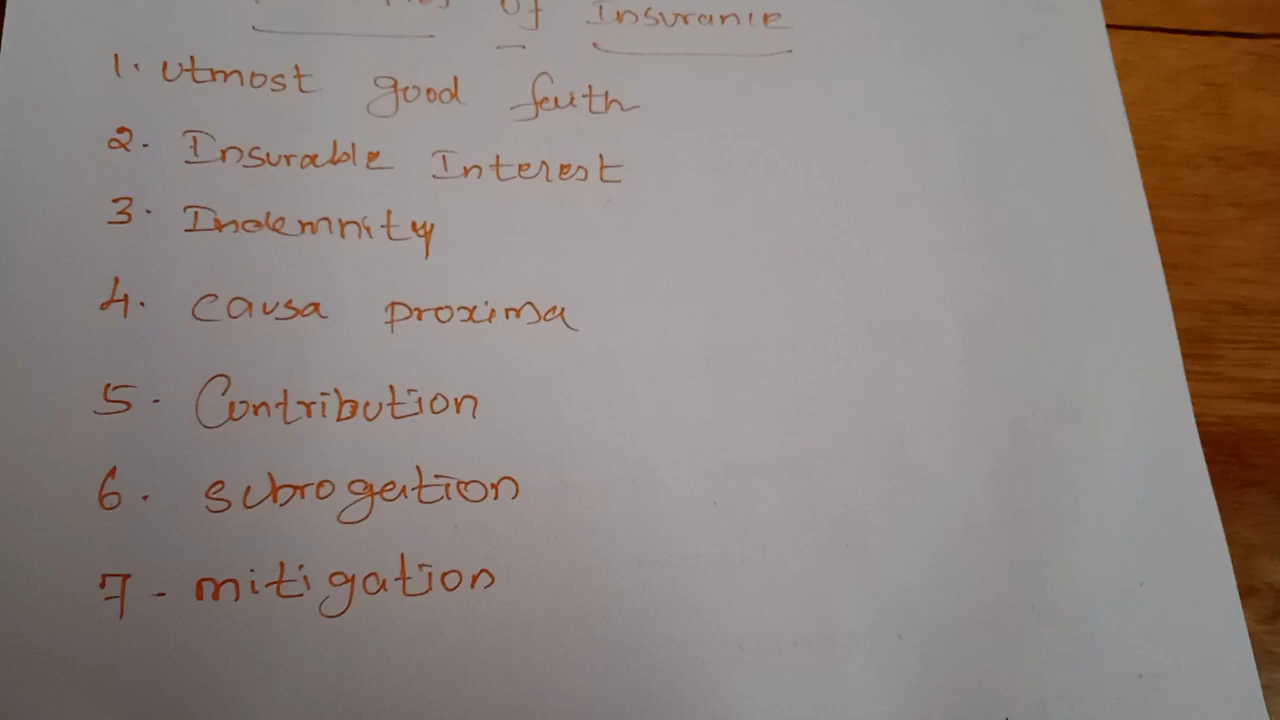 Of Insurance
1. Utmost good faith
2. Insurable Interest
3. Indemnity
4. causa proxima
5. Contribution
6. subrogation
7 - mitigation